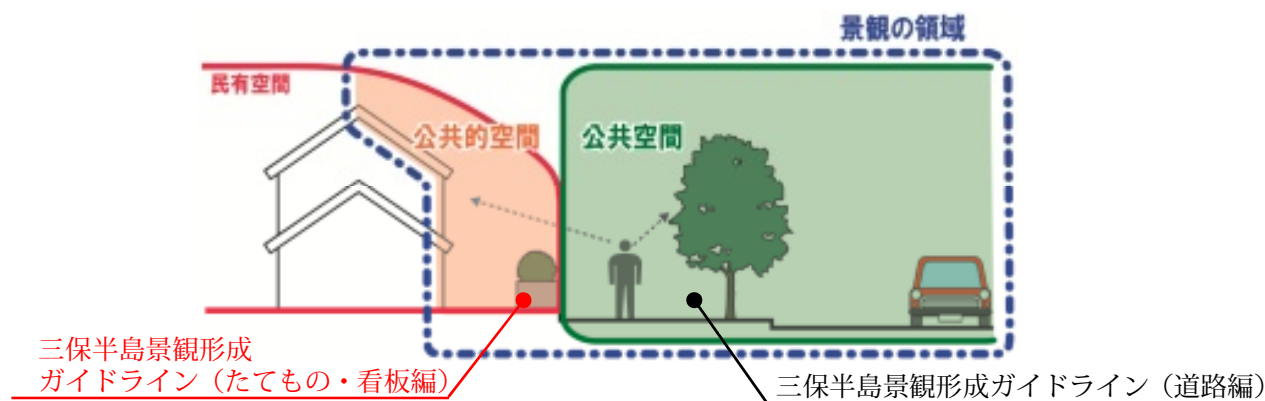 景観の領域
民有空間
公共的空間
公共空間
三保半島景観形成
ガイドライン（たてもの・看板編）
三保半島景観形成ガイドライン（道路編）